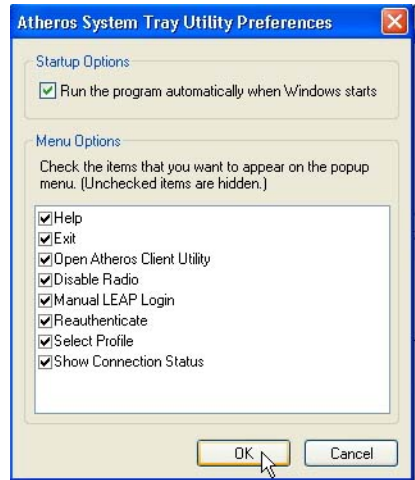 Atheros System Tray Utility Preferences
Startup Options
Run the program automatically when Windows starts
Menu Options
Check the items that you want to appear on the popup
menu. (Unchecked items are hidden.)
Help
Exit
Open Atheros Client Utility
Disable Radio
Manual LEAP Login
Reauthenticate
Select Profile
Show Connection Status
OK
Cancel